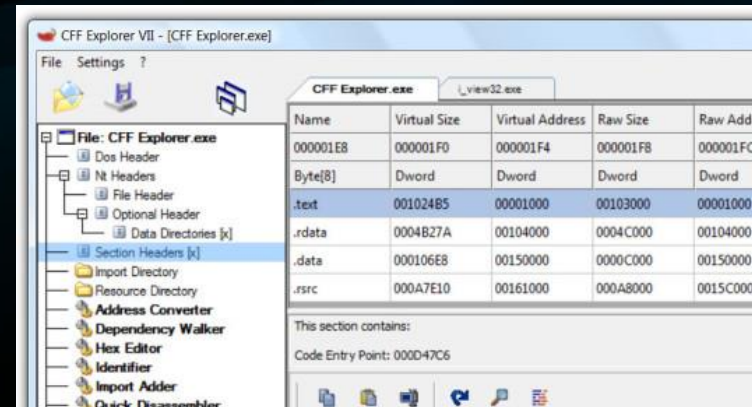 CFF Explorer VII - [CFF Explorer.exe]
File Settings ?
File: CFF Explorer.exe
Dos Header
Nt Headers
File Header
Optional Header
Data Directories [x]
Section Headers [x]
Import Directory
Resource Directory
Address Converter
Dependency Walker
Hex Editor
Identifier
Import Adder
Quick Disassembler
CFF Explorer.exe i_view32.exe
Name Virtual Size Virtual Address Raw Size Raw Add
000001E8 000001F0 000001F4 000001F8 000001FC
Byte[8] Dword Dword Dword Dword
.text 001024B5 00001000 00103000 00001000
.rdata 0004B27A 00104000 0004C000 00104000
.data 000106E8 00150000 0000C000 00150000
.rsrc 000A7E10 00161000 000A8000 0015C000
This section contains:
Code Entry Point: 000D47C6